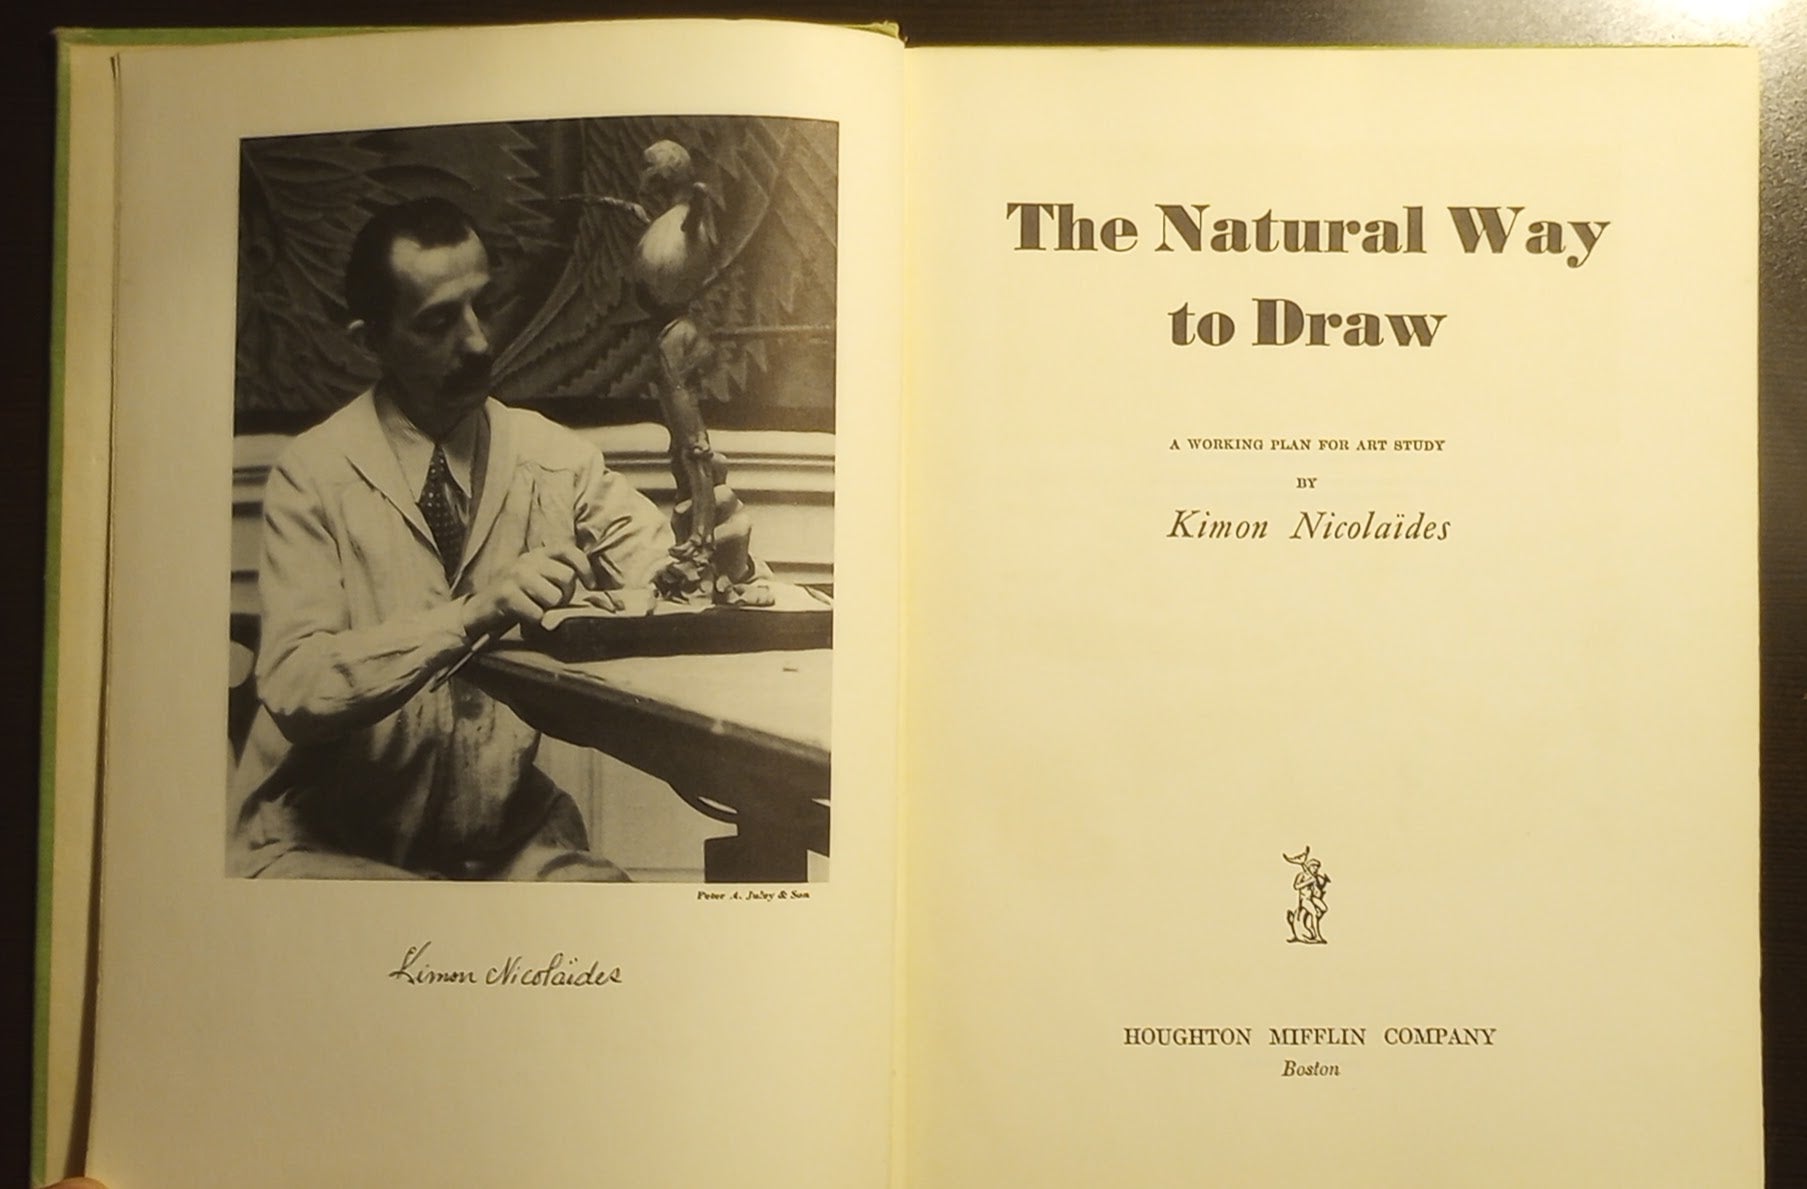 Peter A. Juley & Son
Kimon Nicolaïdes
The Natural Way
to Draw
A WORKING PLAN FOR ART STUDY
BY
Kimon Nicolaïdes
HOUGHTON MIFFLIN COMPANY
Boston